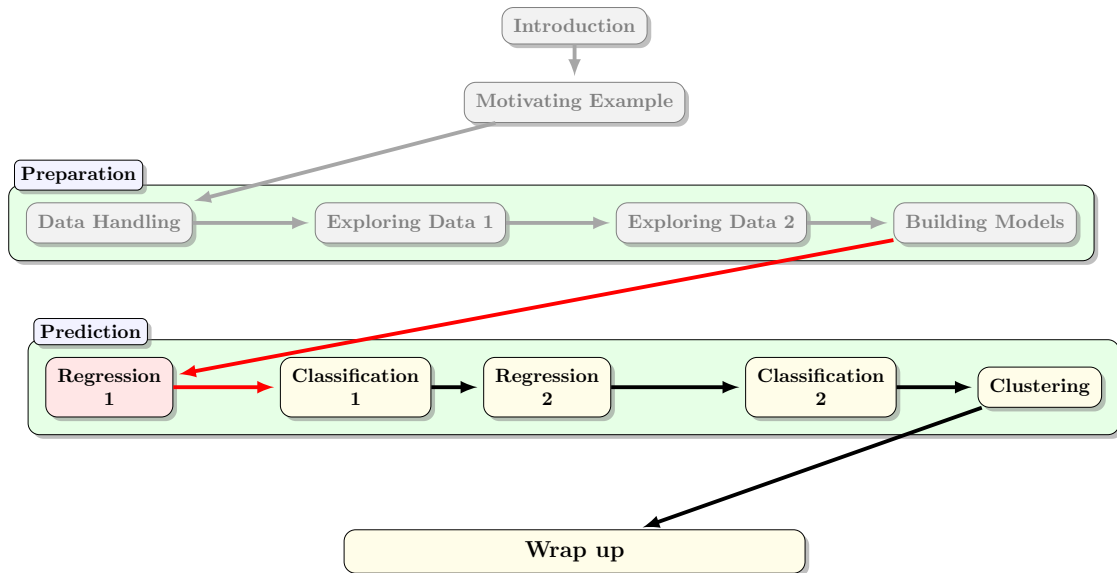 Introduction
Motivating Example
Preparation
Data Handling
Exploring Data 1
Exploring Data 2
Building Models
Prediction
Regression
1
Classification
1
Regression
2
Classification
2
Clustering
Wrap up